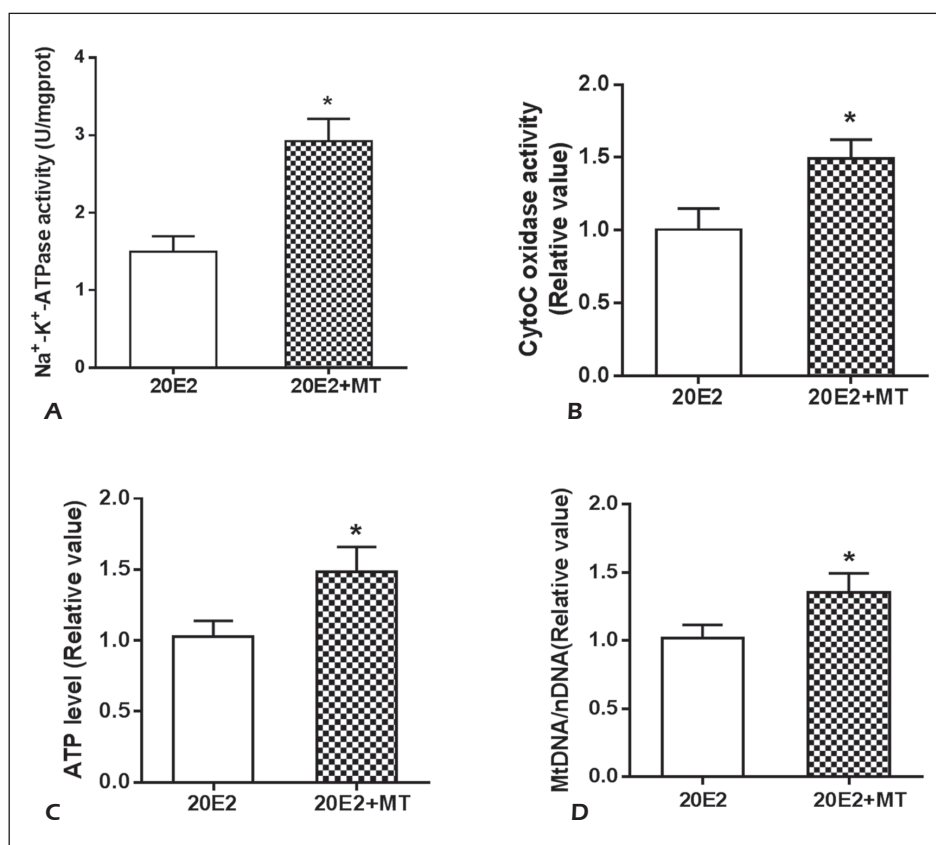 Na⁺-K⁺-ATPase activity (U/mgprot)
4
3
2
1
0
*
20E2
20E2+MT
A
CytoC oxidase activity
(Relative value)
2.0
1.5
1.0
0.5
0.0
*
20E2
20E2+MT
B
ATP level (Relative value)
2.0
1.5
1.0
0.5
0.0
*
20E2
20E2+MT
C
MtDNA/nDNA(Relative value)
2.0
1.5
1.0
0.5
0.0
*
20E2
20E2+MT
D